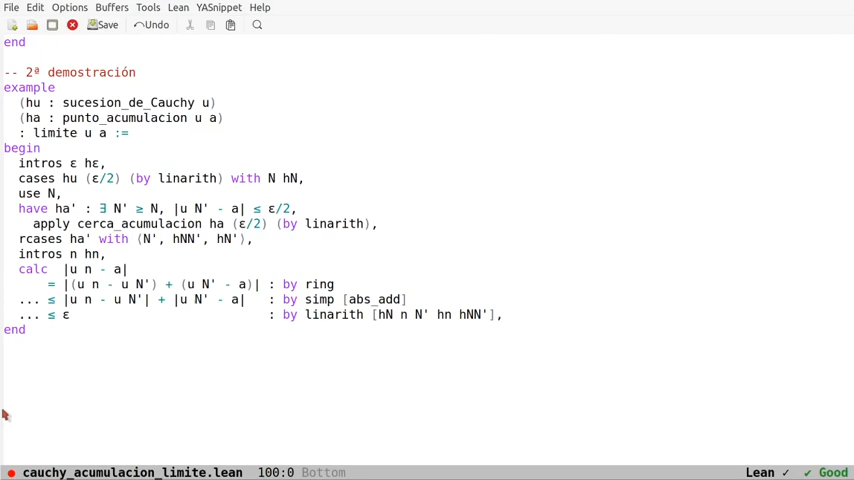 File Edit Options Buffers Tools Lean YASnippet Help
Save Undo
end
-- 2ª demostración
example
(hu : sucesion_de_Cauchy u)
(ha : punto_acumulacion u a)
: limite u a :=
begin
intros ε hε,
cases hu (ε/2) (by linarith) with N hN,
use N,
have ha' : ∃ N' ≥ N, |u N' - a| ≤ ε/2,
apply cerca_acumulacion ha (ε/2) (by linarith),
rcases ha' with (N', hNN', hN'),
intros n hn,
calc |u n - a|
= |(u n - u N') + (u N' - a)| : by ring
... ≤ |u n - u N'| + |u N' - a| : by simp [abs_add]
... ≤ ε : by linarith [hN n N' hn hNN'],
end
cauchy_acumulacion_limite.lean 100:0 Bottom Lean ✓ ✔ Good